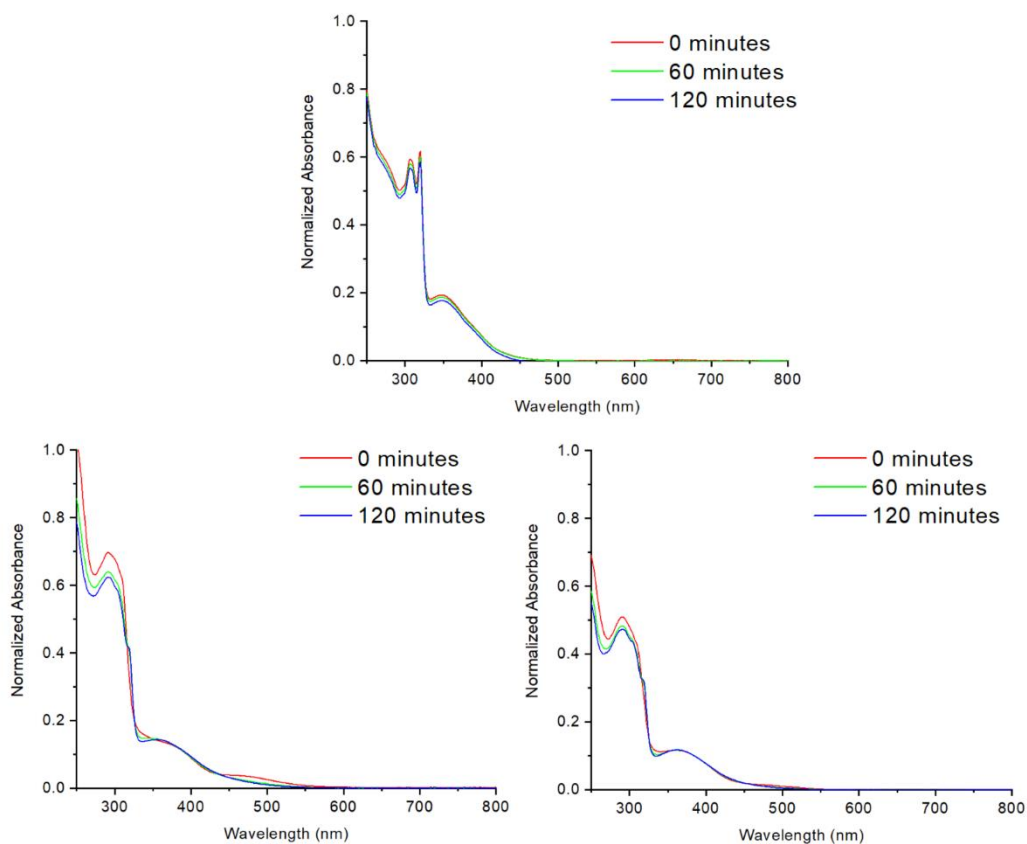 1.0
0.8
0.6
0.4
0.2
0.0
Normalized Absorbance
0 minutes
60 minutes
120 minutes
300 400 500 600 700 800
Wavelength (nm)
1.0
0.8
0.6
0.4
0.2
0.0
Normalized Absorbance
0 minutes
60 minutes
120 minutes
300 400 500 600 700 800
Wavelength (nm)
1.0
0.8
0.6
0.4
0.2
0.0
Normalized Absorbance
0 minutes
60 minutes
120 minutes
300 400 500 600 700 800
Wavelength (nm)